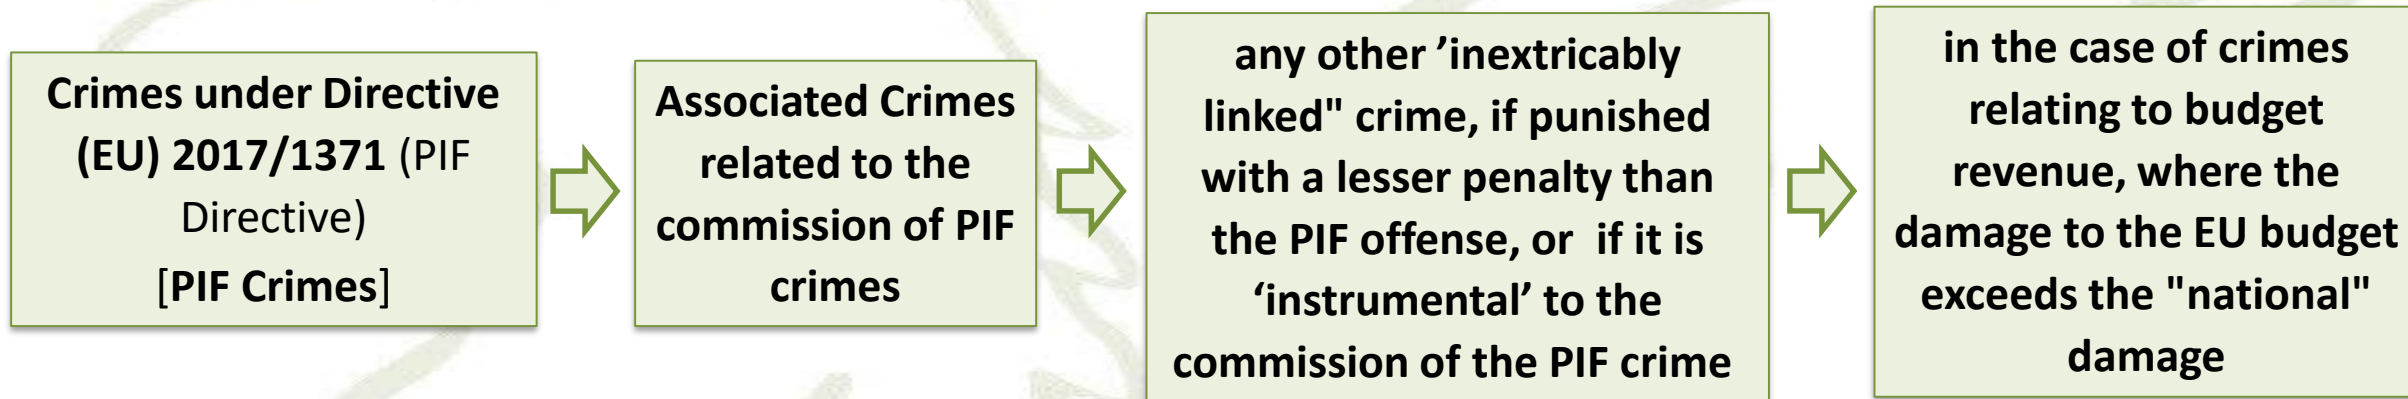 Crimes under Directive
(EU) 2017/1371 (PIF
Directive)
[PIF Crimes]
Associated Crimes
related to the
commission of PIF
crimes
any other ’inextricably
linked" crime, if punished
with a lesser penalty than
the PIF offense, or if it is
‘instrumental’ to the
commission of the PIF crime
in the case of crimes
relating to budget
revenue, where the
damage to the EU budget
exceeds the "national"
damage